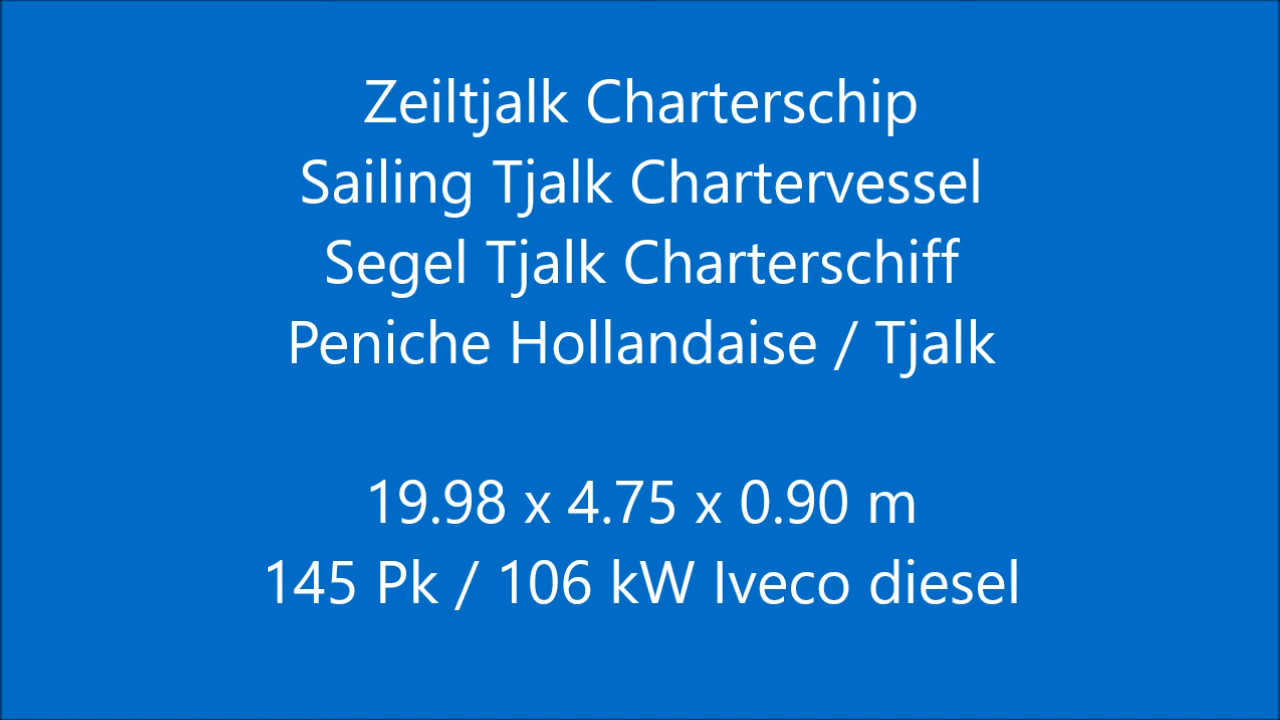 Zeiltjalk Charterschip
Sailing Tjalk Chartervessel
Segel Tjalk Charterschiff
Peniche Hollandaise / Tjalk
19.98 x 4.75 x 0.90 m
145 Pk / 106 kW Iveco diesel